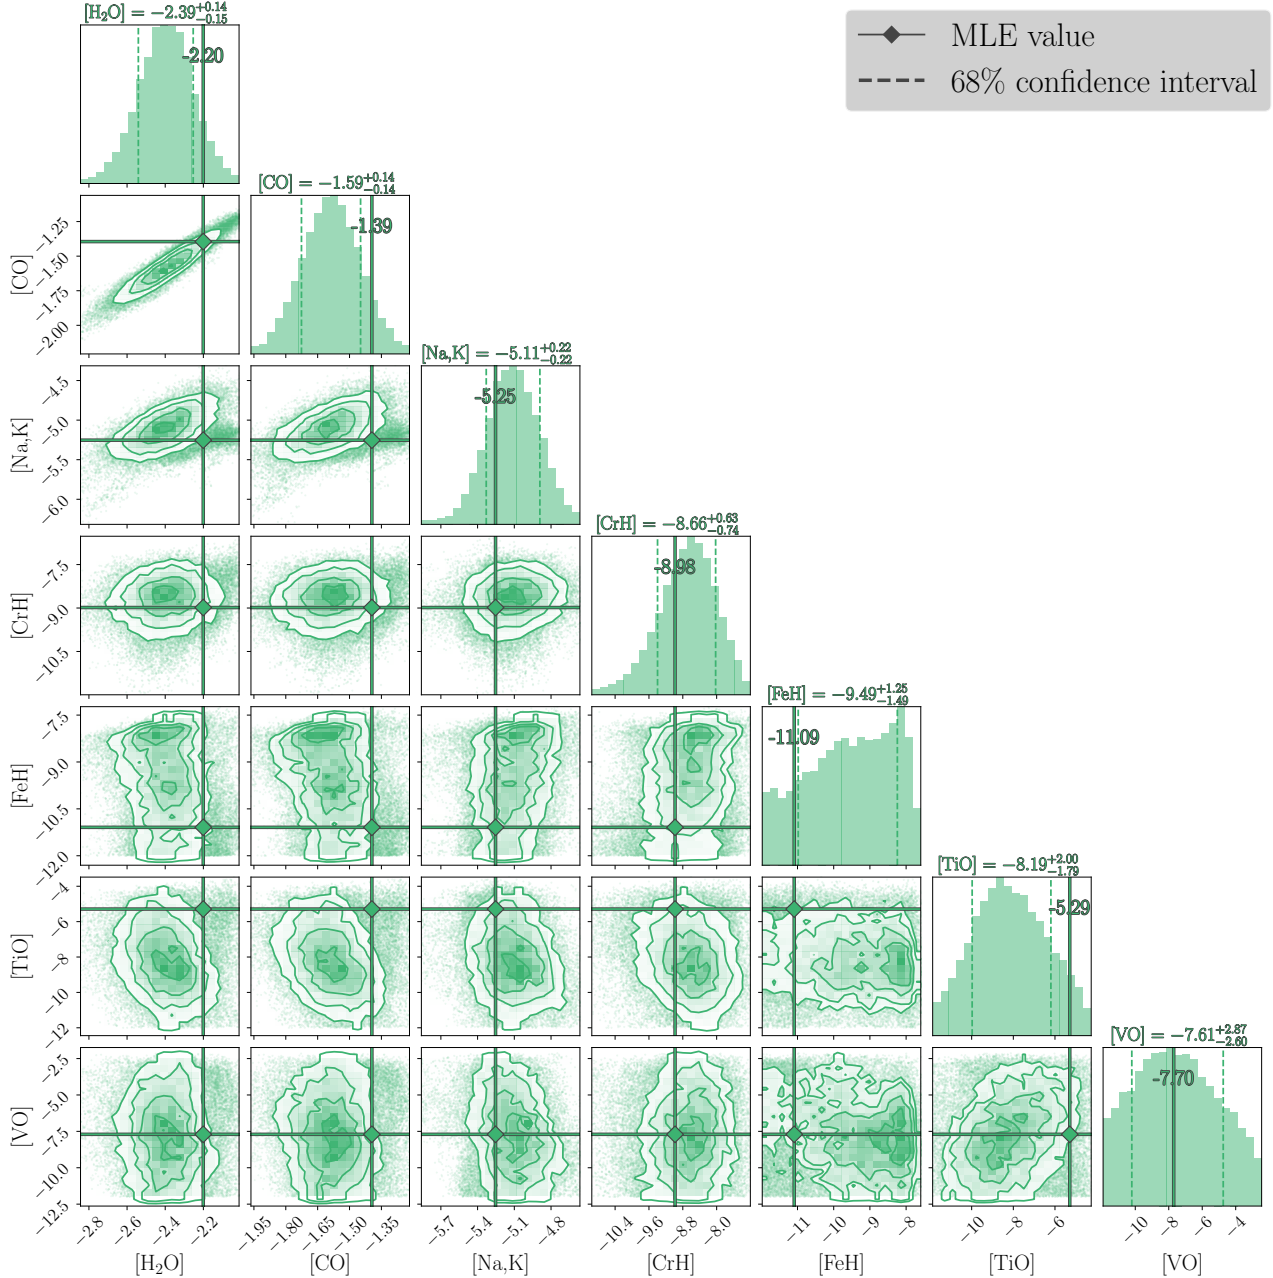 [H₂O] = −2.39+0.14 −0.15
MLE value
68% confidence interval
-2.20
[CO] = −1.59+0.14 −0.14
-1.39
[CO]
−1.25
−1.50
−1.75
−2.00
[Na,K] = −5.11+0.22 −0.22
-5.25
[Na,K]
−4.5
−5.0
−5.5
−6.0
[CrH] = −8.66+0.63 −0.74
-8.98
[CrH]
−7.5
−9.0
−10.5
[FeH] = −9.49+1.25 −1.49
-11.09
[FeH]
−7.5
−9.0
−10.5
−12.0
[TiO] = −8.19+2.00 −1.79
-5.29
[TiO]
−4
−6
−8
−10
−12
[VO] = −7.61+2.87 −2.60
-7.70
[VO]
−2.5
−5.0
−7.5
−10.0
−12.5
−2.8 −2.6 −2.4 −2.2 −1.95 −1.80 −1.65 −1.50 −1.35 −5.7 −5.4 −5.1 −4.8 −10.4 −9.6 −8.8 −8.0 −11 −10 −9 −8 −10 −8 −6 −10 −8 −6 −4
[H₂O] [CO] [Na,K] [CrH] [FeH] [TiO] [VO]